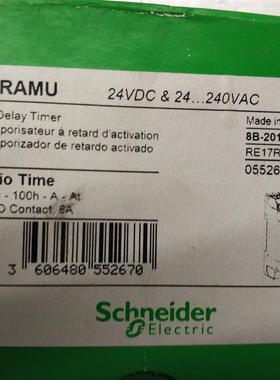 RAMU 24VDC & 24...240VAC
Delay Timer
porisateur à retard d'activation
porizador de retardo activado
Made in
8B-201
RE17R
05526
io Time
- 100h - A - At
Contact, 8A
3 606480 552670
Schneider
Electric